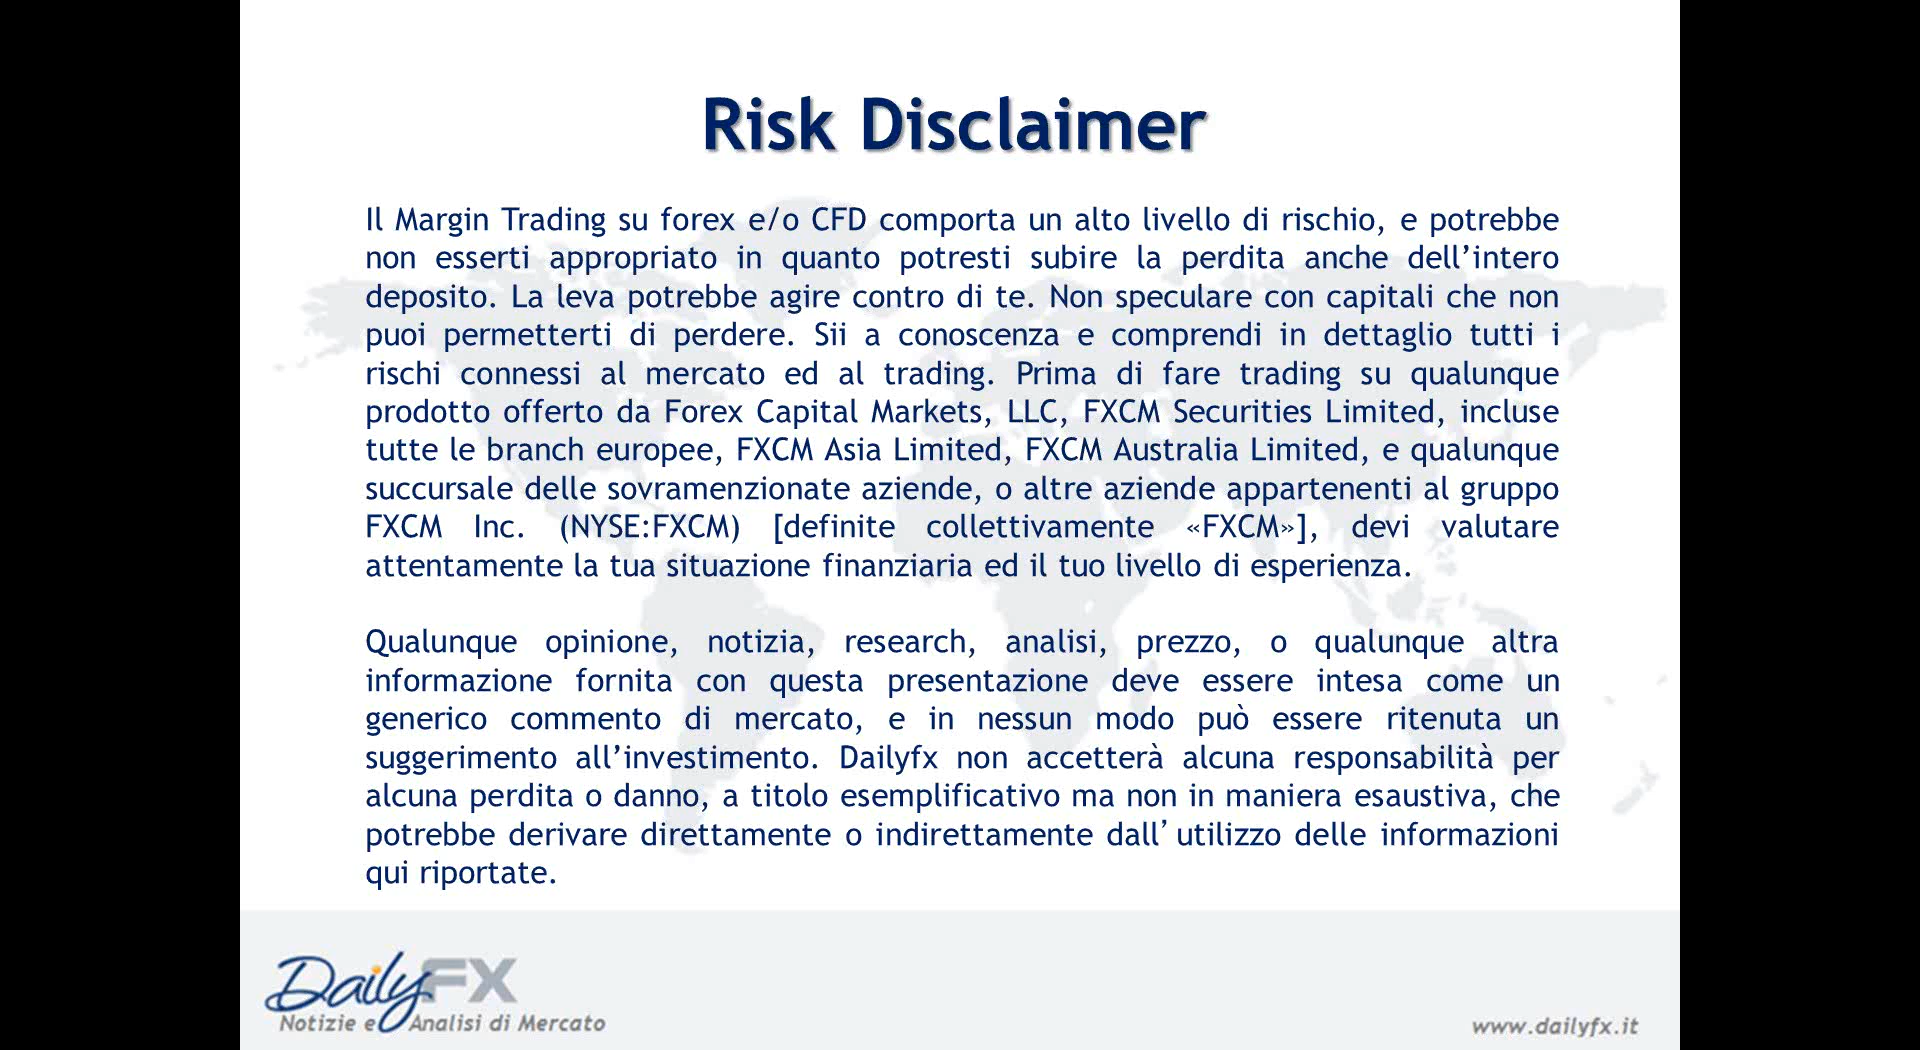 Risk Disclaimer
Il Margin Trading su forex e/o CFD comporta un alto livello di rischio, e potrebbe
non esserti appropriato in quanto potresti subire la perdita anche dell’intero
deposito. La leva potrebbe agire contro di te. Non speculare con capitali che non
puoi permetterti di perdere. Sii a conoscenza e comprendi in dettaglio tutti i
rischi connessi al mercato ed al trading. Prima di fare trading su qualunque
prodotto offerto da Forex Capital Markets, LLC, FXCM Securities Limited, incluse
tutte le branch europee, FXCM Asia Limited, FXCM Australia Limited, e qualunque
succursale delle sovramenzionate aziende, o altre aziende appartenenti al gruppo
FXCM Inc. (NYSE:FXCM) [definite collettivamente «FXCM»], devi valutare
attentamente la tua situazione finanziaria ed il tuo livello di esperienza.
Qualunque opinione, notizia, research, analisi, prezzo, o qualunque altra
informazione fornita con questa presentazione deve essere intesa come un
generico commento di mercato, e in nessun modo può essere ritenuta un
suggerimento all’investimento. Dailyfx non accetterà alcuna responsabilità per
alcuna perdita o danno, a titolo esemplificativo ma non in maniera esaustiva, che
potrebbe derivare direttamente o indirettamente dall’utilizzo delle informazioni
qui riportate.
DailyFX
Notizie e Analisi di Mercato
www.dailyfx.it